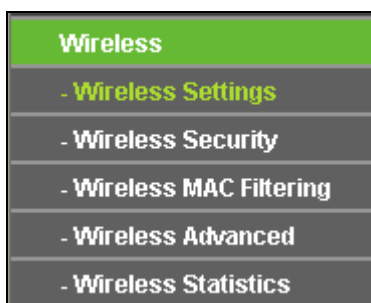 Wireless
- Wireless Settings
- Wireless Security
- Wireless MAC Filtering
- Wireless Advanced
- Wireless Statistics